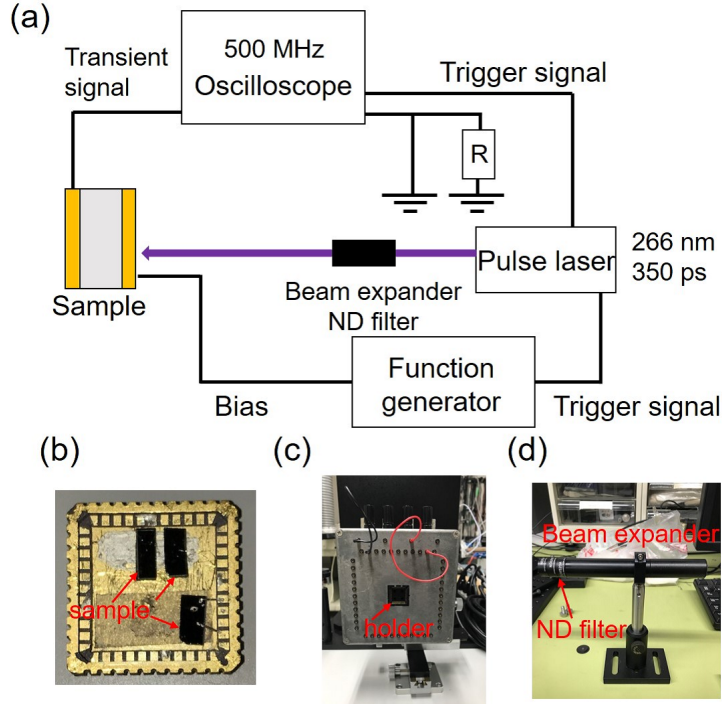 (a)
500 MHz
Oscilloscope
Transient
signal
Trigger signal
R
266 nm
350 ps
Pulse laser
Sample
Beam expander
ND filter
Function
generator
Bias
Trigger signal
(b)
(c)
(d)
sample
holder
Beam expander
ND filter